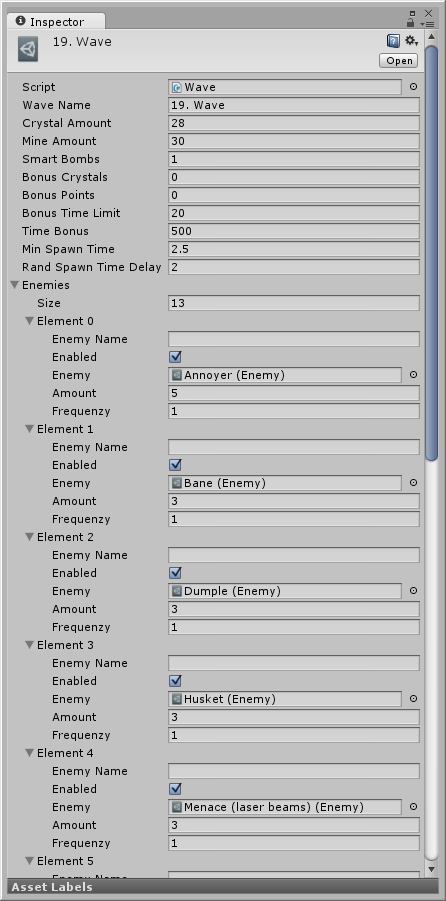 Inspector
19. Wave
Open
Script Wave
Wave Name 19. Wave
Crystal Amount 28
Mine Amount 30
Smart Bombs 1
Bonus Crystals 0
Bonus Points 0
Bonus Time Limit 20
Time Bonus 500
Min Spawn Time 2.5
Rand Spawn Time Delay 2
Enemies
Size 13
Element 0
Enemy Name
Enabled
Enemy Annoyer (Enemy)
Amount 5
Frequenzy 1
Element 1
Enemy Name
Enabled
Enemy Bane (Enemy)
Amount 3
Frequenzy 1
Element 2
Enemy Name
Enabled
Enemy Dumple (Enemy)
Amount 3
Frequenzy 1
Element 3
Enemy Name
Enabled
Enemy Husket (Enemy)
Amount 3
Frequenzy 1
Element 4
Enemy Name
Enabled
Enemy Menace (laser beams) (Enemy)
Amount 3
Frequenzy 1
Element 5
Enemy Name
Asset Labels